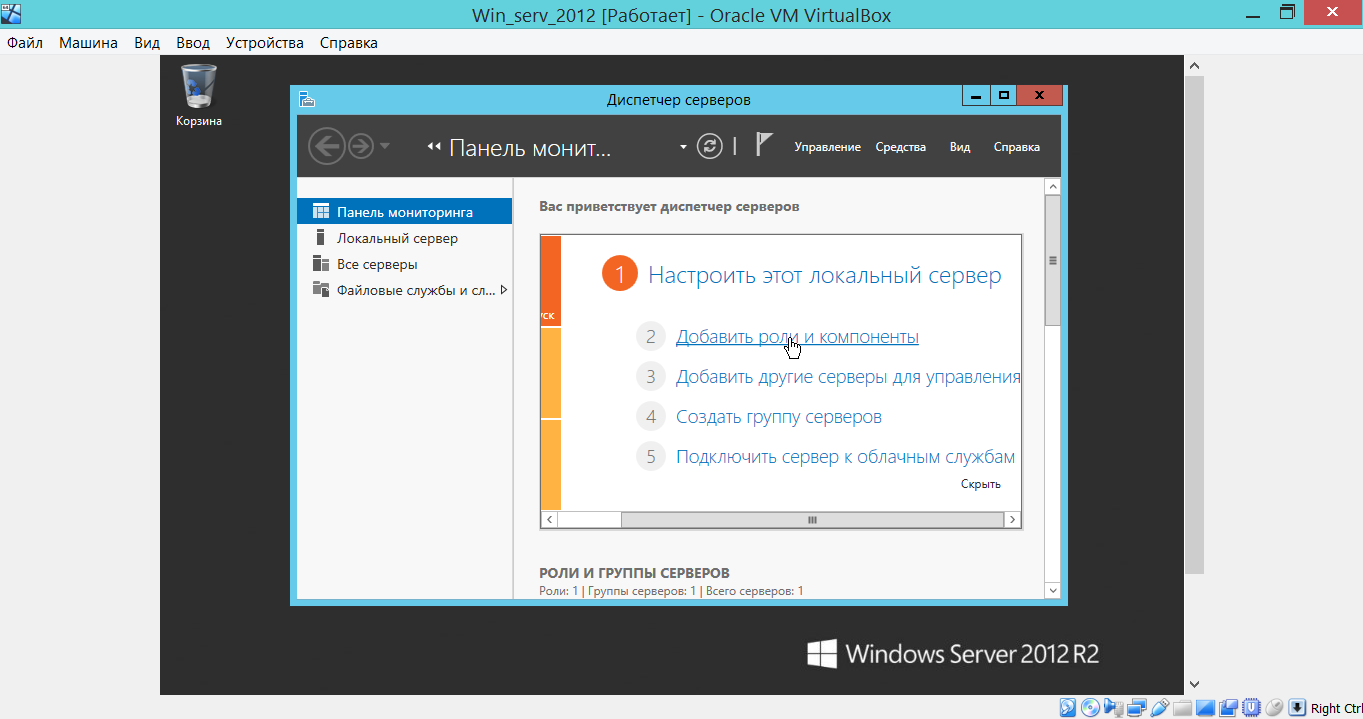 Win_serv_2012 [Работает] - Oracle VM VirtualBox
Файл Машина Вид Ввод Устройства Справка
Корзина
Диспетчер серверов
Панель монит...
Управление Средства Вид Справка
Панель мониторинга
Локальный сервер
Все серверы
Файловые службы и сл...
Вас приветствует диспетчер серверов
уск
1 Настроить этот локальный сервер
2 Добавить роли и компоненты
3 Добавить другие серверы для управления
4 Создать группу серверов
5 Подключить сервер к облачным службам
Скрыть
РОЛИ И ГРУППЫ СЕРВЕРОВ
Роли: 1 | Группы серверов: 1 | Всего серверов: 1
Windows Server 2012 R2
Right Ctrl